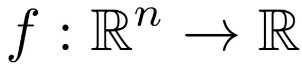 f : ℝⁿ → ℝ